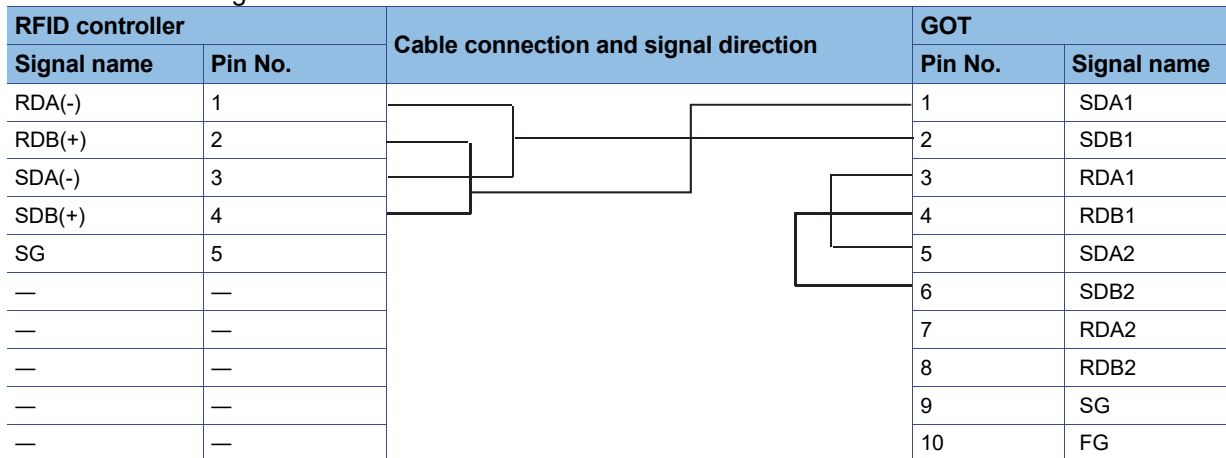 RFID controller Cable connection and signal direction GOT
Signal name Pin No. Pin No. Signal name
RDA(-) 1 1 SDA1
RDB(+) 2 2 SDB1
SDA(-) 3 3 RDA1
SDB(+) 4 4 RDB1
SG 5 5 SDA2
— — 6 SDB2
— — 7 RDA2
— — 8 RDB2
— — 9 SG
— — 10 FG